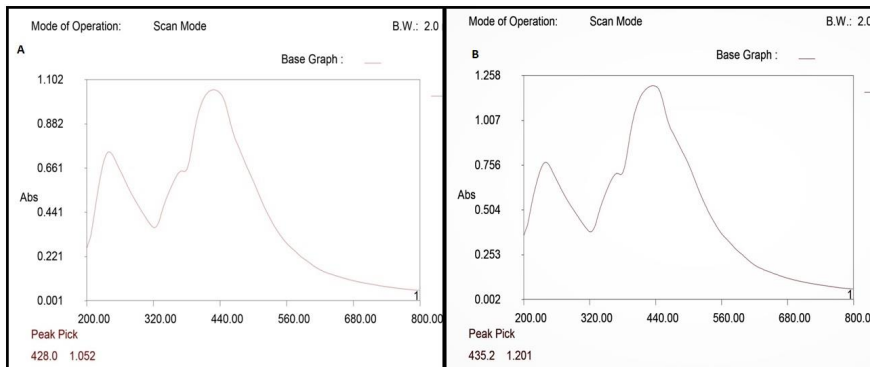 Mode of Operation: Scan Mode B.W.: 2.0
A
Base Graph :
1.102
0.882
0.661
Abs
0.441
0.221
0.001
1
200.00 320.00 440.00 560.00 680.00 800.00
Peak Pick
428.0 1.052
Mode of Operation: Scan Mode B.W.: 2.0
B
Base Graph :
1.258
1.007
0.756
Abs
0.504
0.253
0.002
1
200.00 320.00 440.00 560.00 680.00 800.00
Peak Pick
435.2 1.201